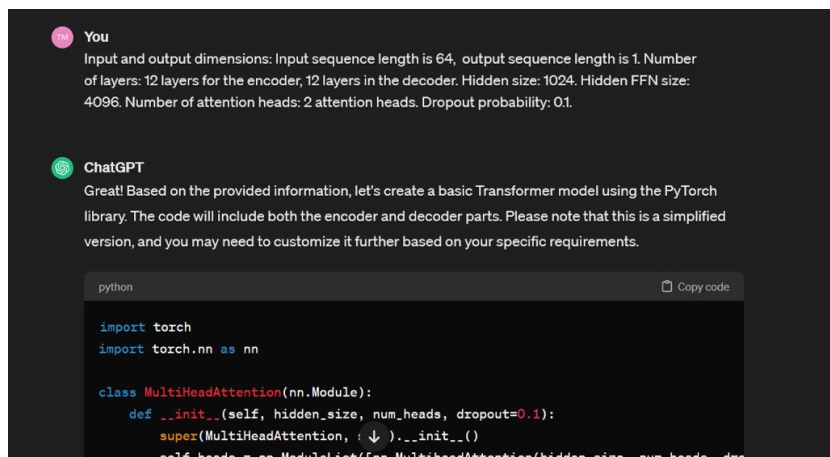 TM
You
Input and output dimensions: Input sequence length is 64, output sequence length is 1. Number
of layers: 12 layers for the encoder, 12 layers in the decoder. Hidden size: 1024. Hidden FFN size:
4096. Number of attention heads: 2 attention heads. Dropout probability: 0.1.
ChatGPT
Great! Based on the provided information, let's create a basic Transformer model using the PyTorch
library. The code will include both the encoder and decoder parts. Please note that this is a simplified
version, and you may need to customize it further based on your specific requirements.
python Copy code
import torch
import torch.nn as nn
class MultiHeadAttention(nn.Module):
def __init__(self, hidden_size, num_heads, dropout=0.1):
super(MultiHeadAttention, ).__init__()